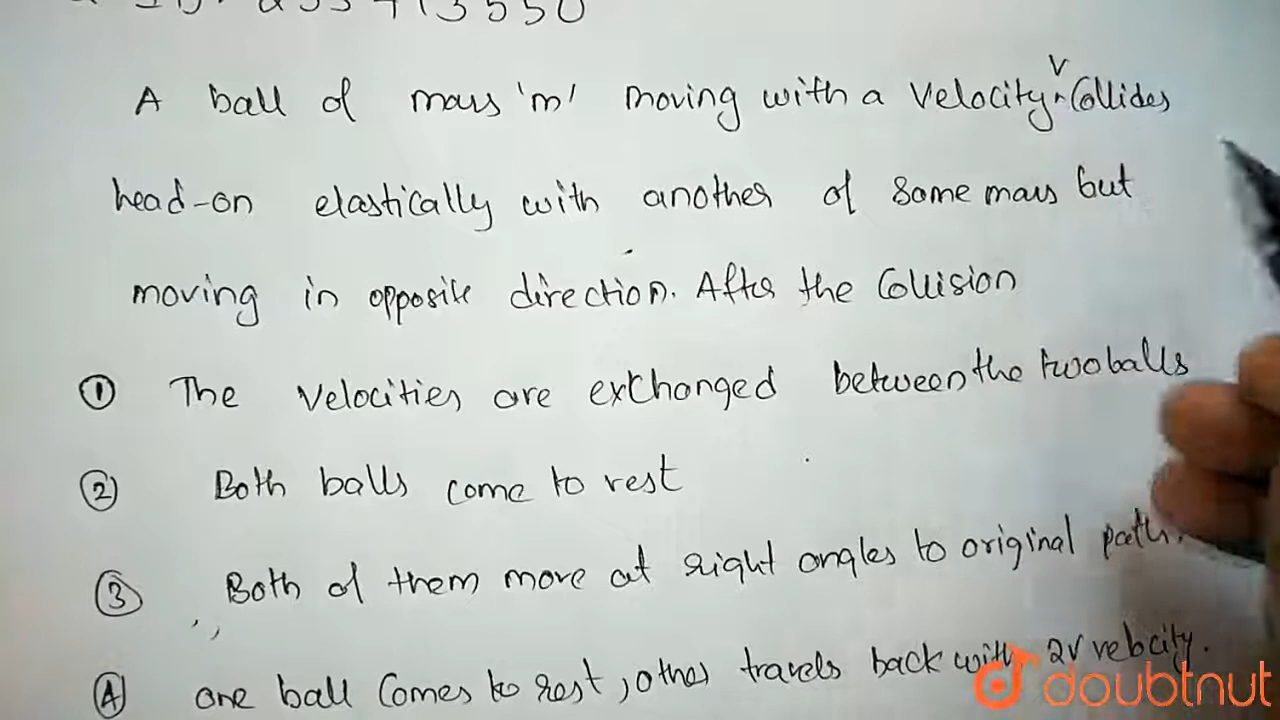 A ball of mass 'm' moving with a velocity v collides
head-on elastically with another of same mass but
moving in opposite direction. After the Collision
① The velocities are exchanged between the two balls
② Both balls come to rest
③ Both of them move at right angles to original path.
④ one ball comes to rest, other travels back with 2v velocity.
doubtnut